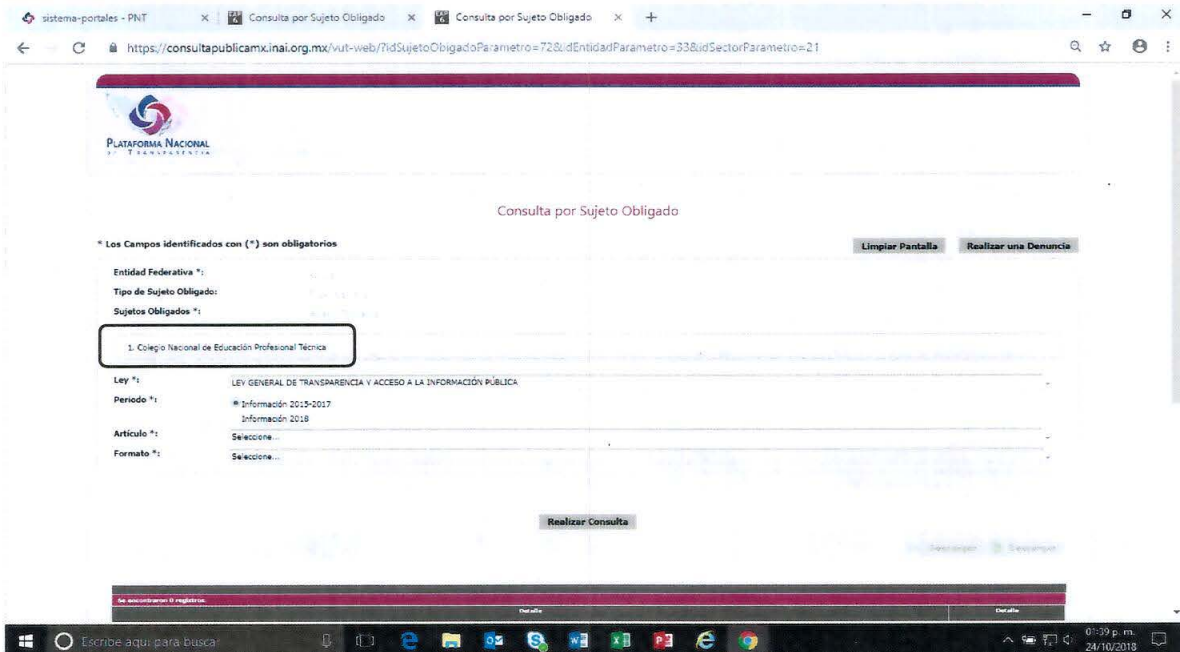 sistema-portales - PNT
Consulta por Sujeto Obligado
Consulta por Sujeto Obligado
https://consultapublicamx.inai.org.mx/vut-web/?idSujetoObigadoParametro=72&idEntidadParametro=33&idSectorParametro=21
PLATAFORMA NACIONAL
DE TRANSPARENCIA
Consulta por Sujeto Obligado
* Los Campos identificados con (*) son obligatorios
Limpiar Pantalla
Realizar una Denuncia
Entidad Federativa *:
Tipo de Sujeto Obligado:
Sujetos Obligados *:
1. Colegio Nacional de Educación Profesional Técnica
Ley *: LEY GENERAL DE TRANSPARENCIA Y ACCESO A LA INFORMACIÓN PÚBLICA
Periodo *: Información 2015-2017
Información 2018
Artículo *: Seleccione...
Formato *: Seleccione...
Realizar Consulta
Descargar Descargar
Se encontraron 0 registros.
Detalle Detalle
Escribe aquí para buscar
01:39 p. m.
24/10/2018